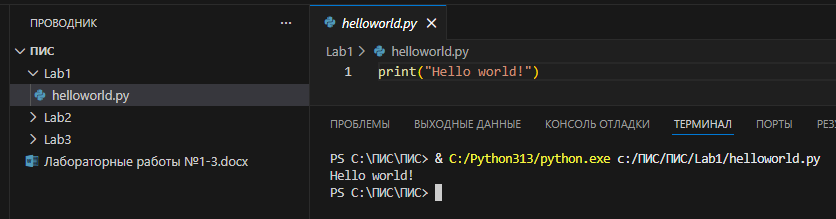 ПРОВОДНИК
ПИС
Lab1
helloworld.py
Lab2
Lab3
Лабораторные работы №1-3.docx
helloworld.py
Lab1 > helloworld.py
1 print("Hello world!")
ПРОБЛЕМЫ ВЫХОДНЫЕ ДАННЫЕ КОНСОЛЬ ОТЛАДКИ ТЕРМИНАЛ ПОРТЫ
PS C:\ПИС\ПИС> & C:/Python313/python.exe c:/ПИС/ПИС/Lab1/helloworld.py
Hello world!
PS C:\ПИС\ПИС>